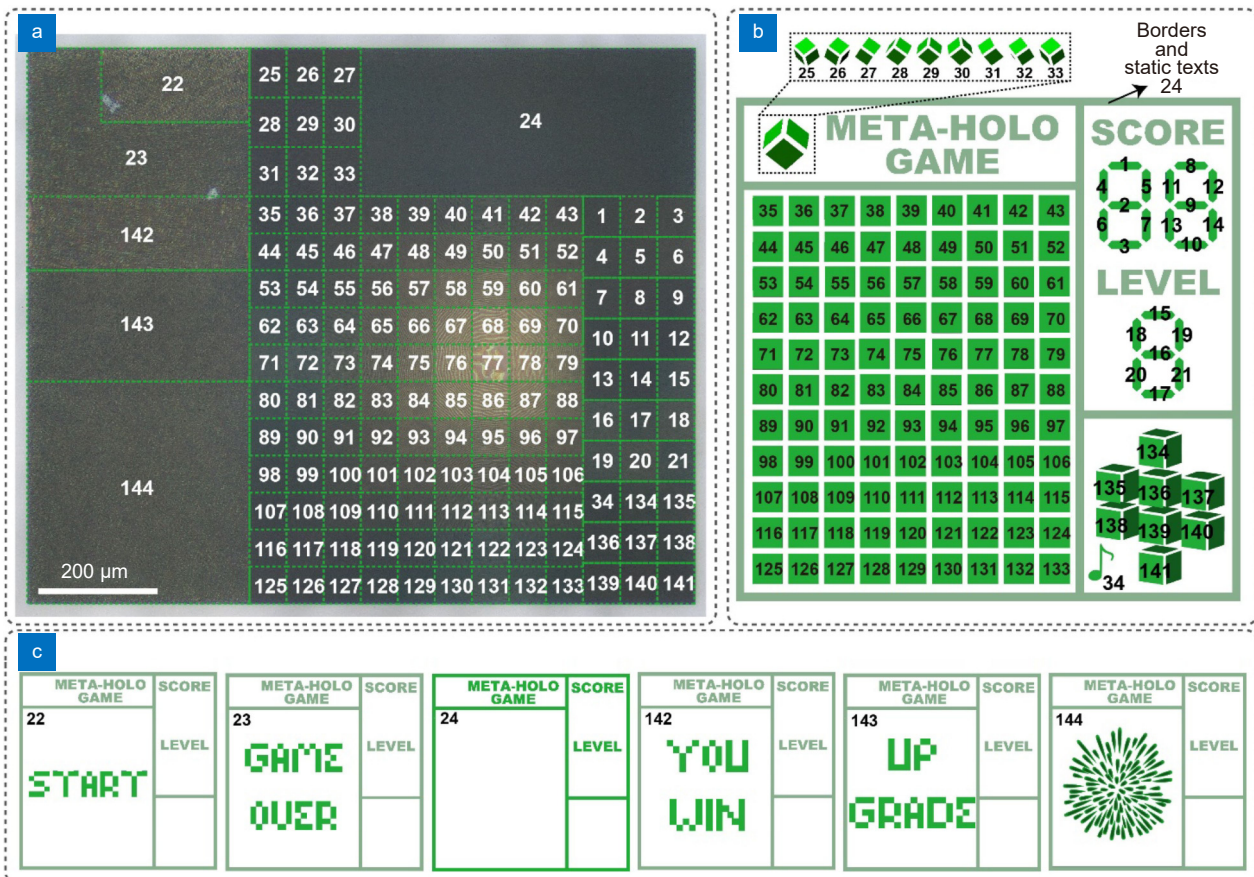 a
22
25 26 27
24
28 29 30
23
31 32 33
142
35 36 37 38 39 40 41 42 43
1 2 3
44 45 46 47 48 49 50 51 52
4 5 6
53 54 55 56 57 58 59 60 61
7 8 9
143
62 63 64 65 66 67 68 69 70
10 11 12
71 72 73 74 75 76 77 78 79
13 14 15
80 81 82 83 84 85 86 87 88
16 17 18
89 90 91 92 93 94 95 96 97
19 20 21
98 99 100 101 102 103 104 105 106
144
34 134 135
107 108 109 110 111 112 113 114 115
136 137 138
116 117 118 119 120 121 122 123 124
139 140 141
125 126 127 128 129 130 131 132 133
200 µm
b
25 26 27 28 29 30 31 32 33
Borders
and
static texts
24
META-HOLO
GAME
SCORE
1 8
4 5 11 12
2 9
6 7 13 14
3 10
LEVEL
15
18 19
16
20 21
17
35 36 37 38 39 40 41 42 43
44 45 46 47 48 49 50 51 52
53 54 55 56 57 58 59 60 61
62 63 64 65 66 67 68 69 70
71 72 73 74 75 76 77 78 79
80 81 82 83 84 85 86 87 88
89 90 91 92 93 94 95 96 97
98 99 100 101 102 103 104 105 106
107 108 109 110 111 112 113 114 115
116 117 118 119 120 121 122 123 124
125 126 127 128 129 130 131 132 133
134
135 136 137
138 139 140
34 141
c
META-HOLO
GAME
SCORE
22
LEVEL
START
META-HOLO
GAME
SCORE
23
LEVEL
GAME
OVER
META-HOLO
GAME
SCORE
24
LEVEL
META-HOLO
GAME
SCORE
142
LEVEL
YOU
WIN
META-HOLO
GAME
SCORE
143
LEVEL
UP
GRADE
META-HOLO
GAME
SCORE
144
LEVEL